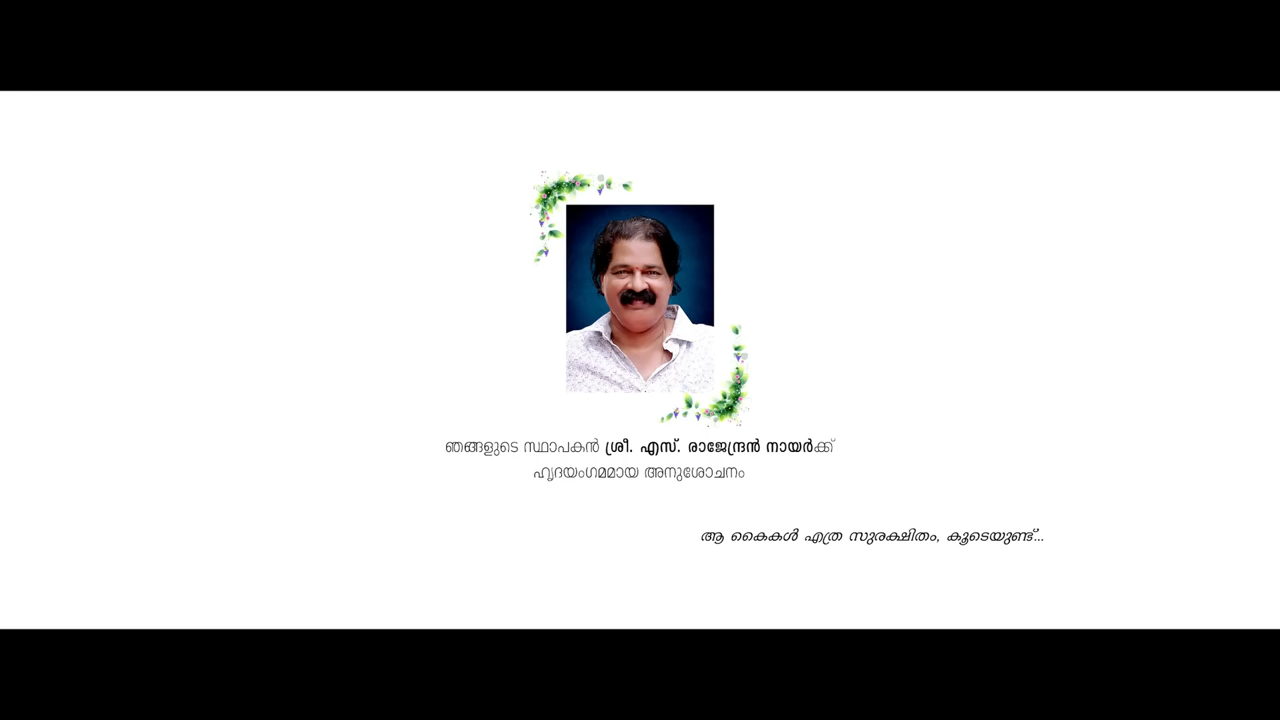 ഞങ്ങളുടെ സ്ഥാപകൻ ശ്രീ. എസ്. രാജേന്ദ്രൻ നായർക്ക്
ഹൃദയംഗമമായ അനുശോചനം
ആ കൈകൾ എത്ര സുരക്ഷിതം, കൂടെയുണ്ട്...